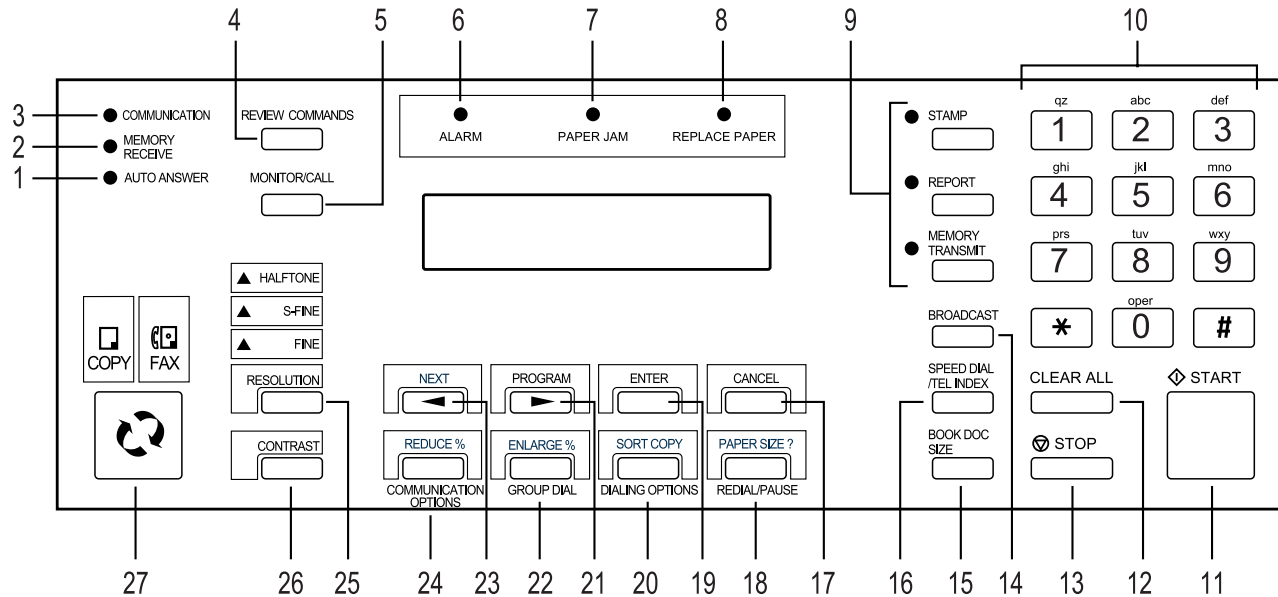 4 5 6 7 8 9 10
3 COMMUNICATION
2 MEMORY
RECEIVE
1 AUTO ANSWER
REVIEW COMMANDS
MONITOR/CALL
ALARM PAPER JAM REPLACE PAPER
STAMP
REPORT
MEMORY
TRANSMIT
qz abc def
1 2 3
ghi jkl mno
4 5 6
prs tuv wxy
7 8 9
oper
* 0 #
▲ HALFTONE
▲ S-FINE
▲ FINE
COPY FAX
RESOLUTION
CONTRAST
NEXT PROGRAM ENTER CANCEL
◄ ►
REDUCE % ENLARGE % SORT COPY PAPER SIZE ?
COMMUNICATION
OPTIONS
GROUP DIAL DIALING OPTIONS REDIAL/PAUSE
BROADCAST
SPEED DIAL
/TEL INDEX
BOOK DOC
SIZE
CLEAR ALL
START
STOP
27 26 25 24 23 22 21 20 19 18 17 16 15 14 13 12 11